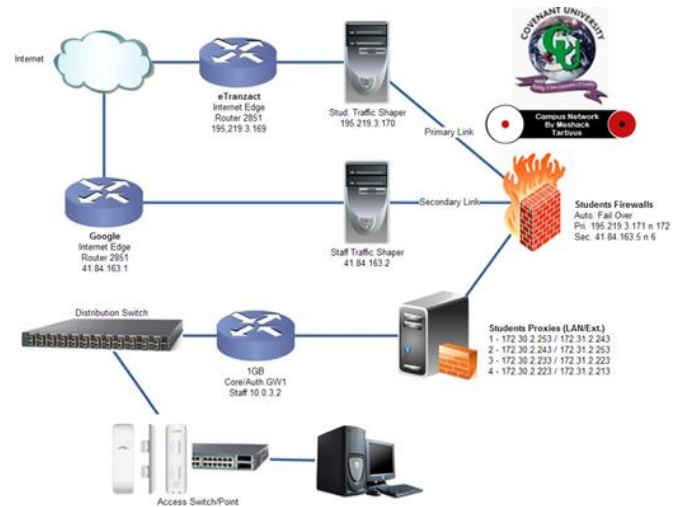 COVENANT UNIVERSITY
CU
Internet
eTranzact
Internet Edge
Router 2851
195,219.3.169
Stud. Traffic Shaper
195.219.3.170
Primary Link
Campus Network
By Meshack
Tartiyus
Google
Internet Edge
Router 2851
41.84.163.1
Staff Traffic Shaper
41.84.163.2
Secondary Link
Students Firewalls
Auto. Fail Over
Pri. 195.219.3.171 n 172
Sec. 41.84.163.5 n 6
Distribution Switch
1GB
Core/Auth.GW1
Staff 10.0.3.2
Students Proxies (LAN/Ext.)
1 - 172.30.2.253 / 172.31.2.243
2 - 172.30.2.243 / 172.31.2.253
3 - 172.30.2.233 / 172.31.2.223
4 - 172.30.2.223 / 172.31.2.213
Access Switch/Point